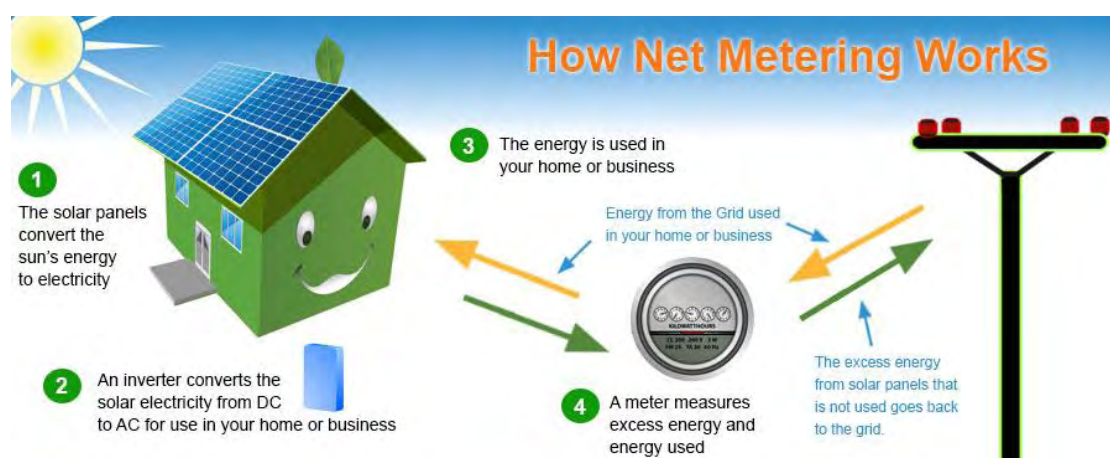 How Net Metering Works
1
The solar panels
convert the
sun's energy
to electricity
2
An inverter converts the
solar electricity from DC
to AC for use in your home or business
3
The energy is used in
your home or business
Energy from the Grid used
in your home or business
KILOWATTHOURS
4
A meter measures
excess energy and
energy used
The excess energy
from solar panels that
is not used goes back
to the grid.